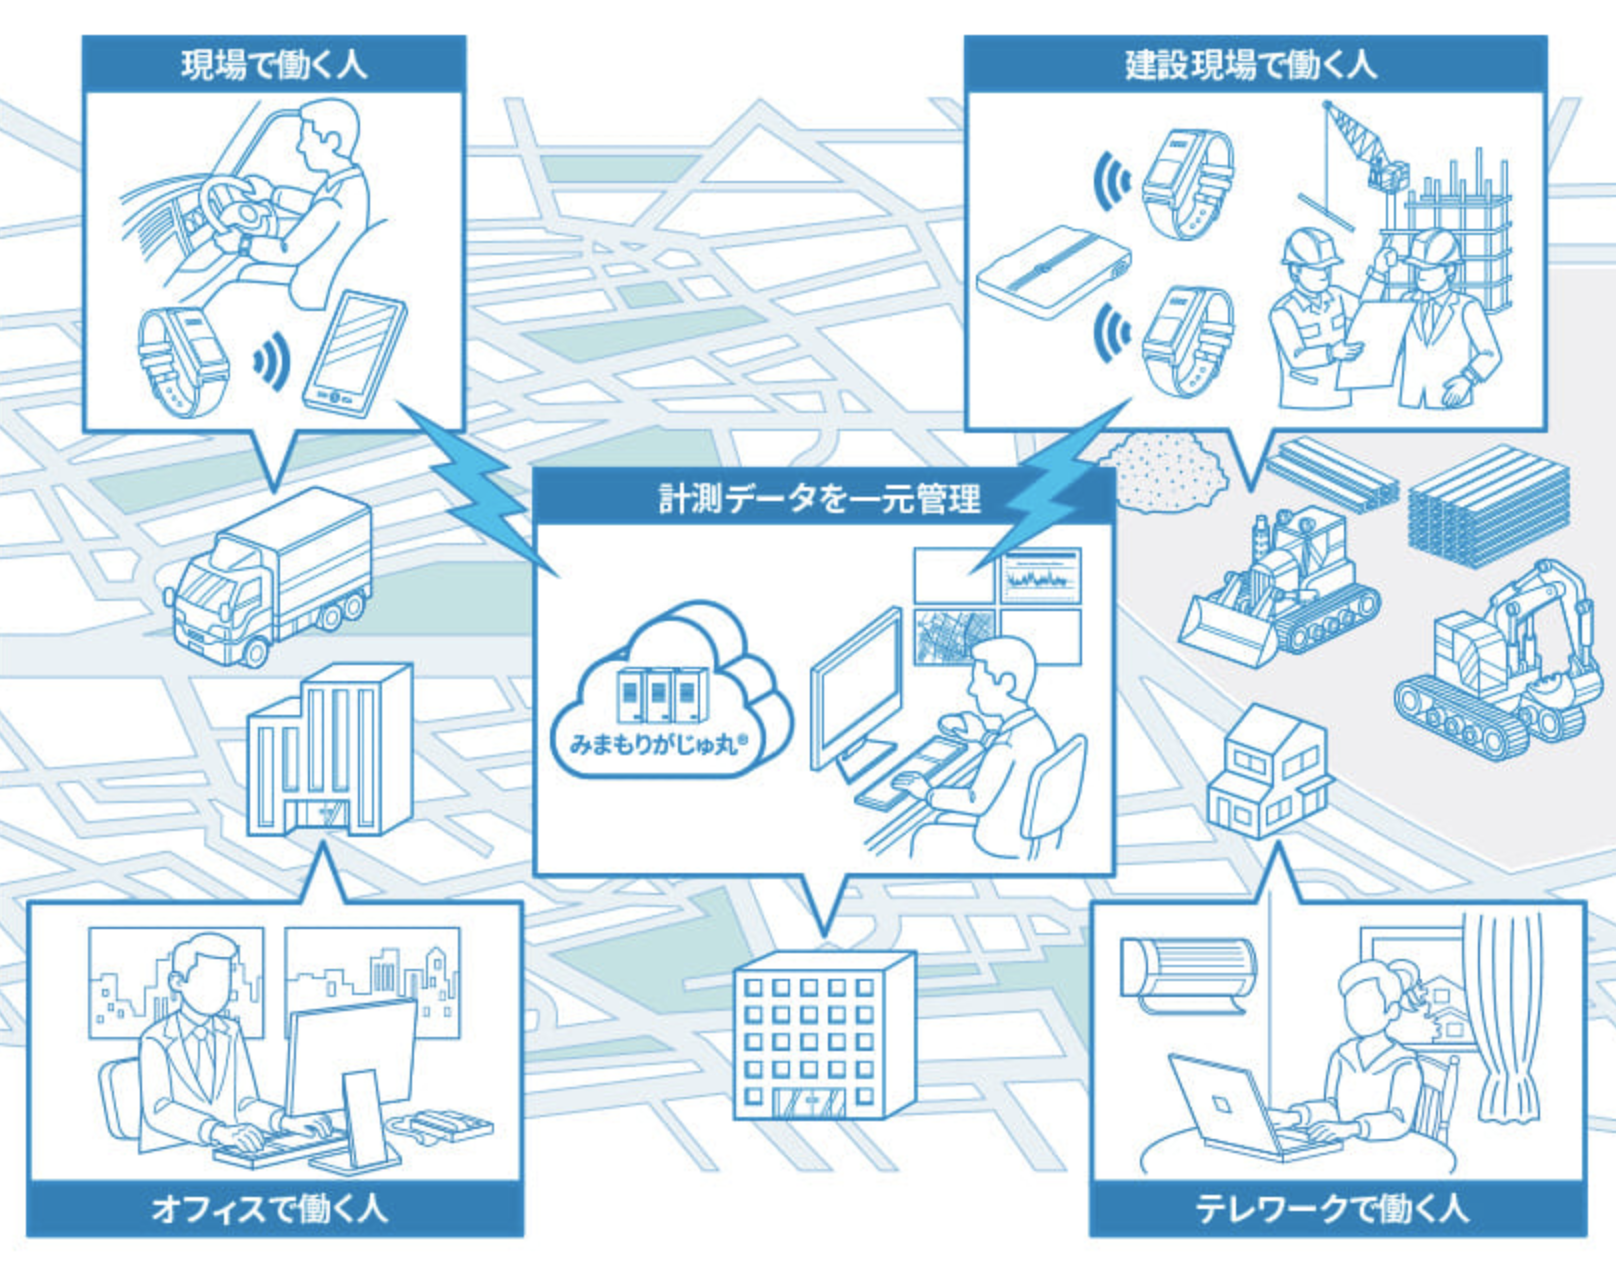 現場で働く人
建設現場で働く人
計測データを一元管理
みまもりがじゅ丸®
オフィスで働く人
テレワークで働く人